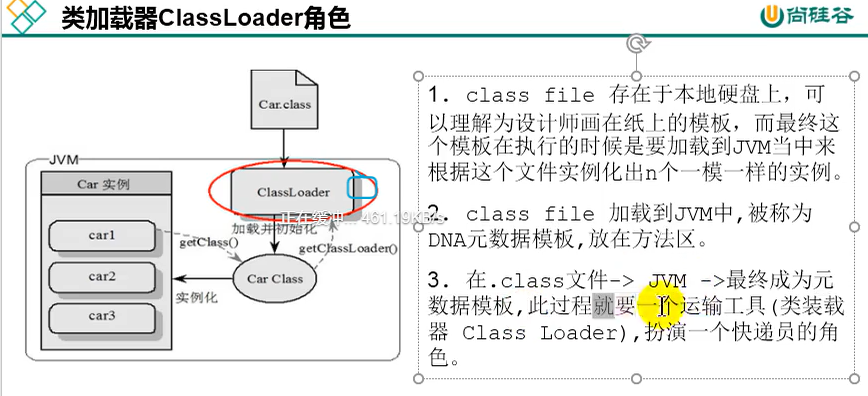 类加载器ClassLoader角色
尚硅谷
Car.class
JVM
Car 实例
car1
car2
car3
ClassLoader
正在缓冲... 461.19KB/s
加载并初始化
getClass()
getClassLoader()
Car Class
实例化
1. class file 存在于本地硬盘上，可
以理解为设计师画在纸上的模板，而最终这
个模板在执行的时候是要加载到JVM当中来
根据这个文件实例化出n个一模一样的实例。
2. class file 加载到JVM中,被称为
DNA元数据模板,放在方法区。
3. 在.class文件-> JVM ->最终成为元
数据模板,此过程就要一个运输工具(类装载
器 Class Loader),扮演一个快递员的角
色。